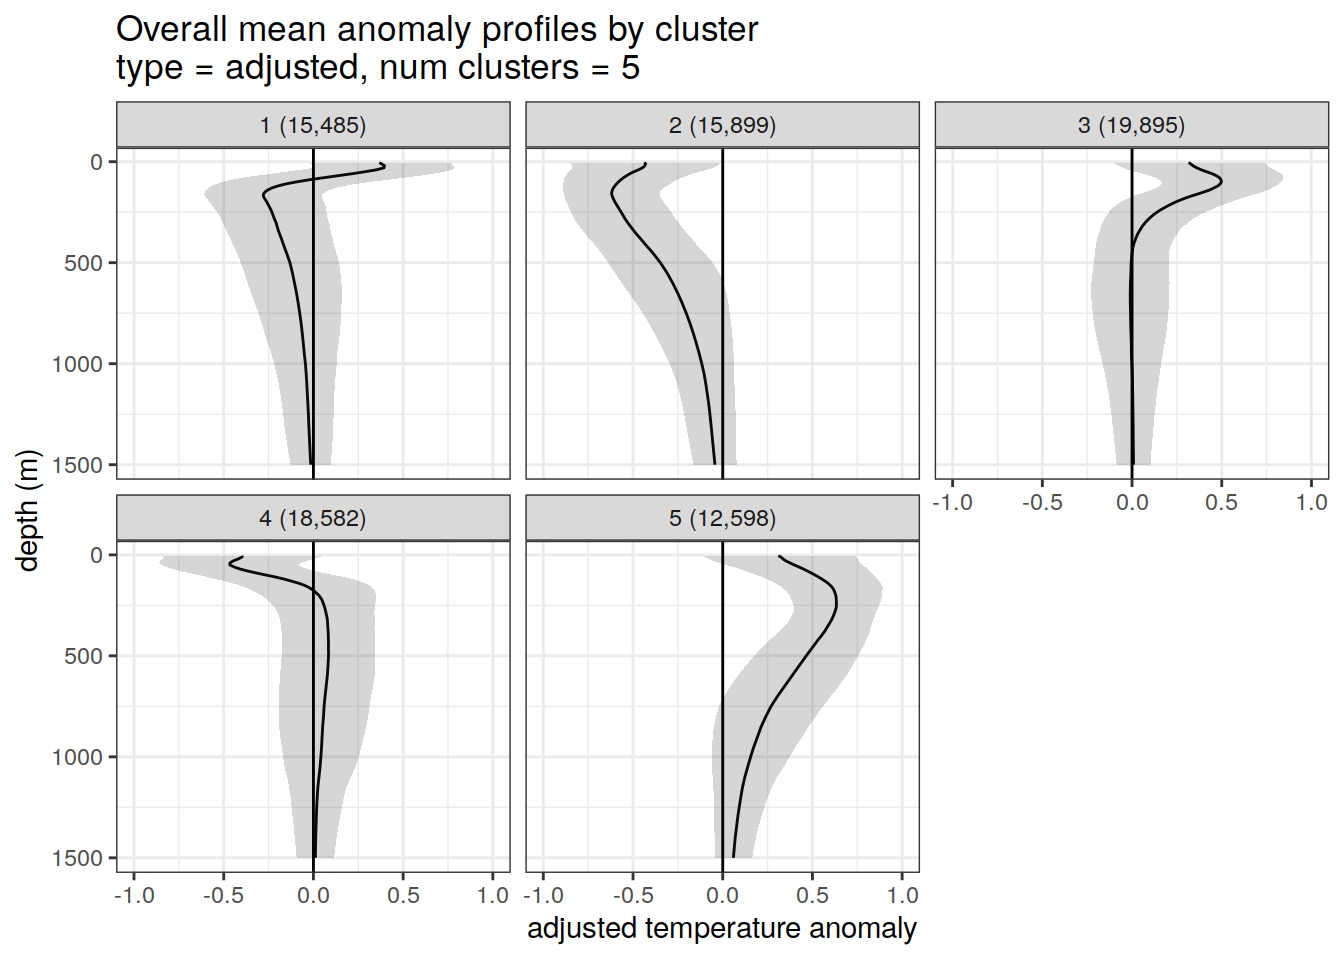 Overall mean anomaly profiles by cluster
type = adjusted, num clusters = 5
1 (15,485)
2 (15,899)
3 (19,895)
0
500
1000
1500
-1.0 -0.5 0.0 0.5 1.0
depth (m)
4 (18,582)
5 (12,598)
0
500
1000
1500
-1.0 -0.5 0.0 0.5 1.0
-1.0 -0.5 0.0 0.5 1.0
adjusted temperature anomaly